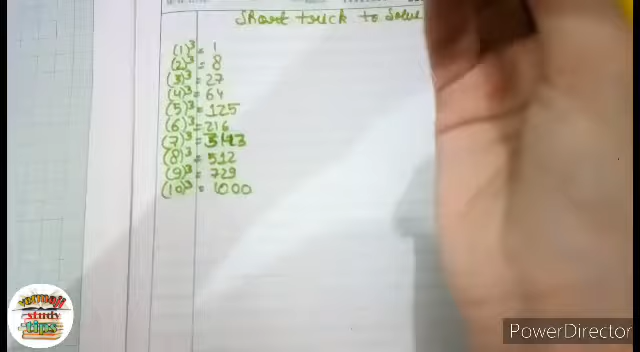 Short trick to Solve
(1)³ = 1
(2)³ = 8
(3)³ = 27
(4)³ = 64
(5)³ = 125
(6)³ = 216
(7)³ = 343
(8)³ = 512
(9)³ = 729
(10)³ = 1000
study
tips
PowerDirector